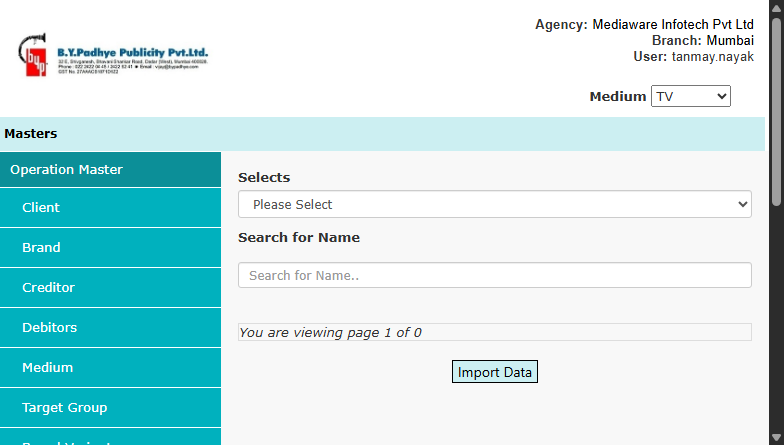 Agency: Mediaware Infotech Pvt Ltd
Branch: Mumbai
User: tanmay.nayak
B.Y.Padhye Publicity Pvt.Ltd.
Medium TV
Masters
Operation Master
Client
Brand
Creditor
Debitors
Medium
Target Group
Selects
Please Select
Search for Name
Search for Name..
You are viewing page 1 of 0
Import Data